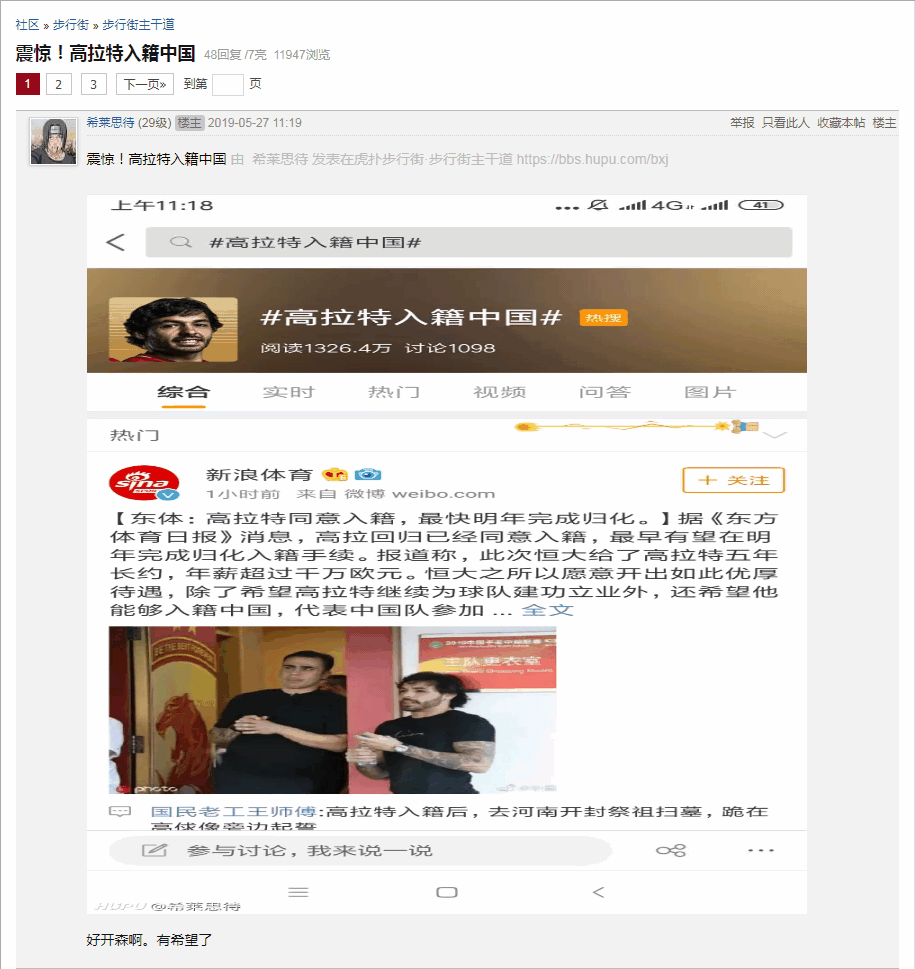 社区 » 步行街 » 步行街主干道
震惊！高拉特入籍中国 48回复/7亮 11947浏览
1 2 3 下一页» 到第 页
希莱思待 (29级) 楼主 2019-05-27 11:19 举报 只看此人 收藏本帖 楼主
震惊！高拉特入籍中国 由 希莱思待 发表在虎扑步行街·步行街主干道 https://bbs.hupu.com/bxj
上午11:18 4G 41
#高拉特入籍中国#
#高拉特入籍中国# 热搜
阅读1326.4万 讨论1098
综合 实时 热门 视频 问答 图片
热门
sina
新浪体育
+ 关注
1小时前 来自 微博 weibo.com
【东体：高拉特同意入籍，最快明年完成归化。】据《东方
体育日报》消息，高拉回归已经同意入籍，最早有望在明
年完成归化入籍手续。报道称，此次恒大给了高拉特五年
长约，年薪超过千万欧元。恒大之所以愿意开出如此优厚
待遇，除了希望高拉特继续为球队建功立业外，还希望他
能够入籍中国，代表中国队参加 ... 全文
BE THE BEST FOREVER
主队更衣室
photo
国民老工王师傅:高拉特入籍后，去河南开封祭祖扫墓，跪在
高俅像旁边起誓
参与讨论，我来说一说
HUPU @希莱思待
好开森啊。有希望了